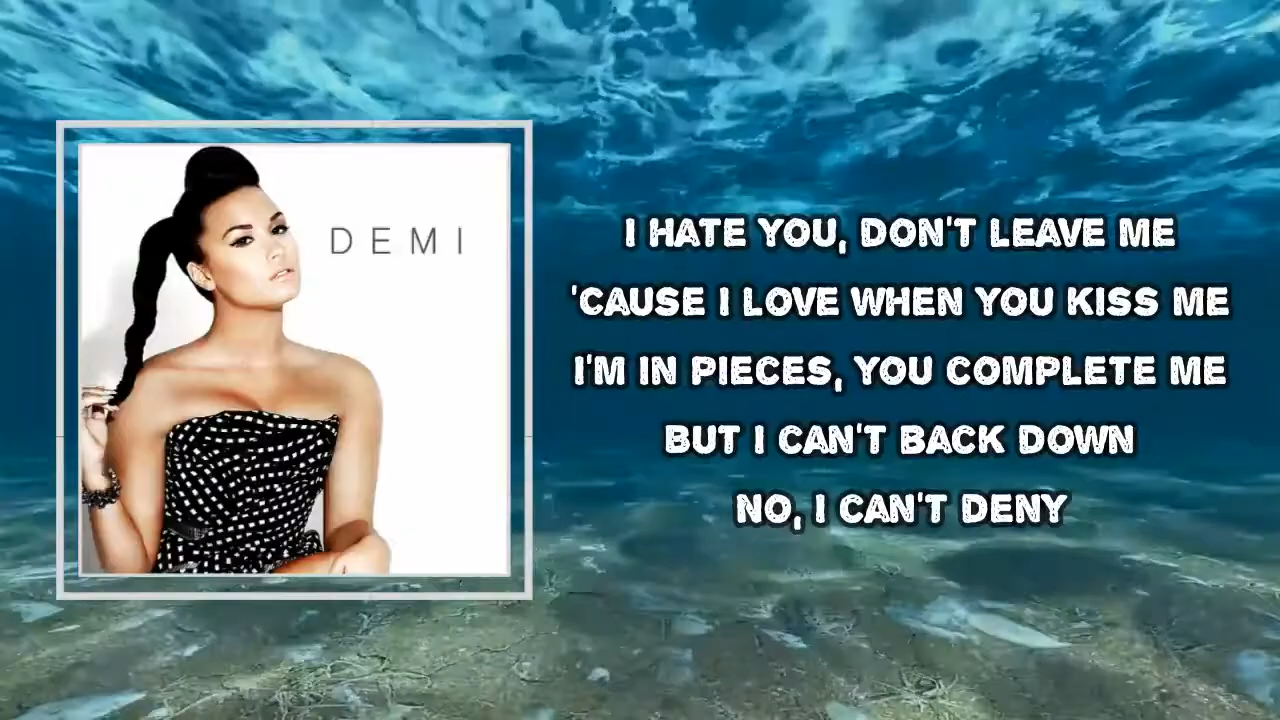 DEMI
I HATE YOU, DON'T LEAVE ME
'CAUSE I LOVE WHEN YOU KISS ME
I'M IN PIECES, YOU COMPLETE ME
BUT I CAN'T BACK DOWN
NO, I CAN'T DENY